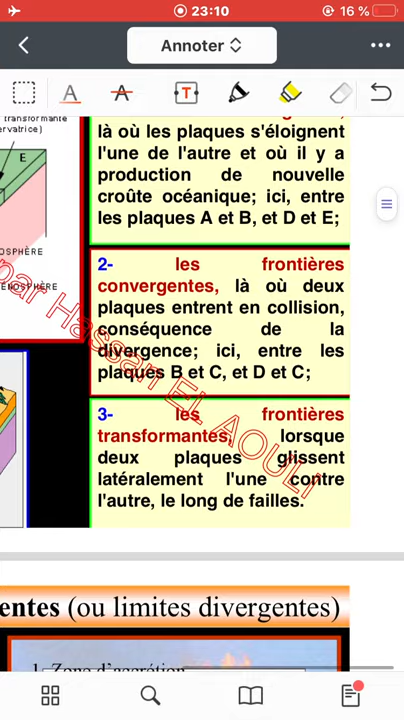 23:10
16 %
Annoter
transformante
vatrice)
E
OSPHÈRE
là où les plaques s'éloignent
l'une de l'autre et où il y a
production de nouvelle
croûte océanique; ici, entre
les plaques A et B, et D et E;
2- les frontières
convergentes, là où deux
plaques entrent en collision,
conséquence de la
divergence; ici, entre les
plaques B et C, et D et C;
3- les frontières
transformantes, lorsque
deux plaques glissent
latéralement l'une contre
l'autre, le long de failles.
par Hassan EL AOULI
entes (ou limites divergentes)
1- Zone d'accrétion